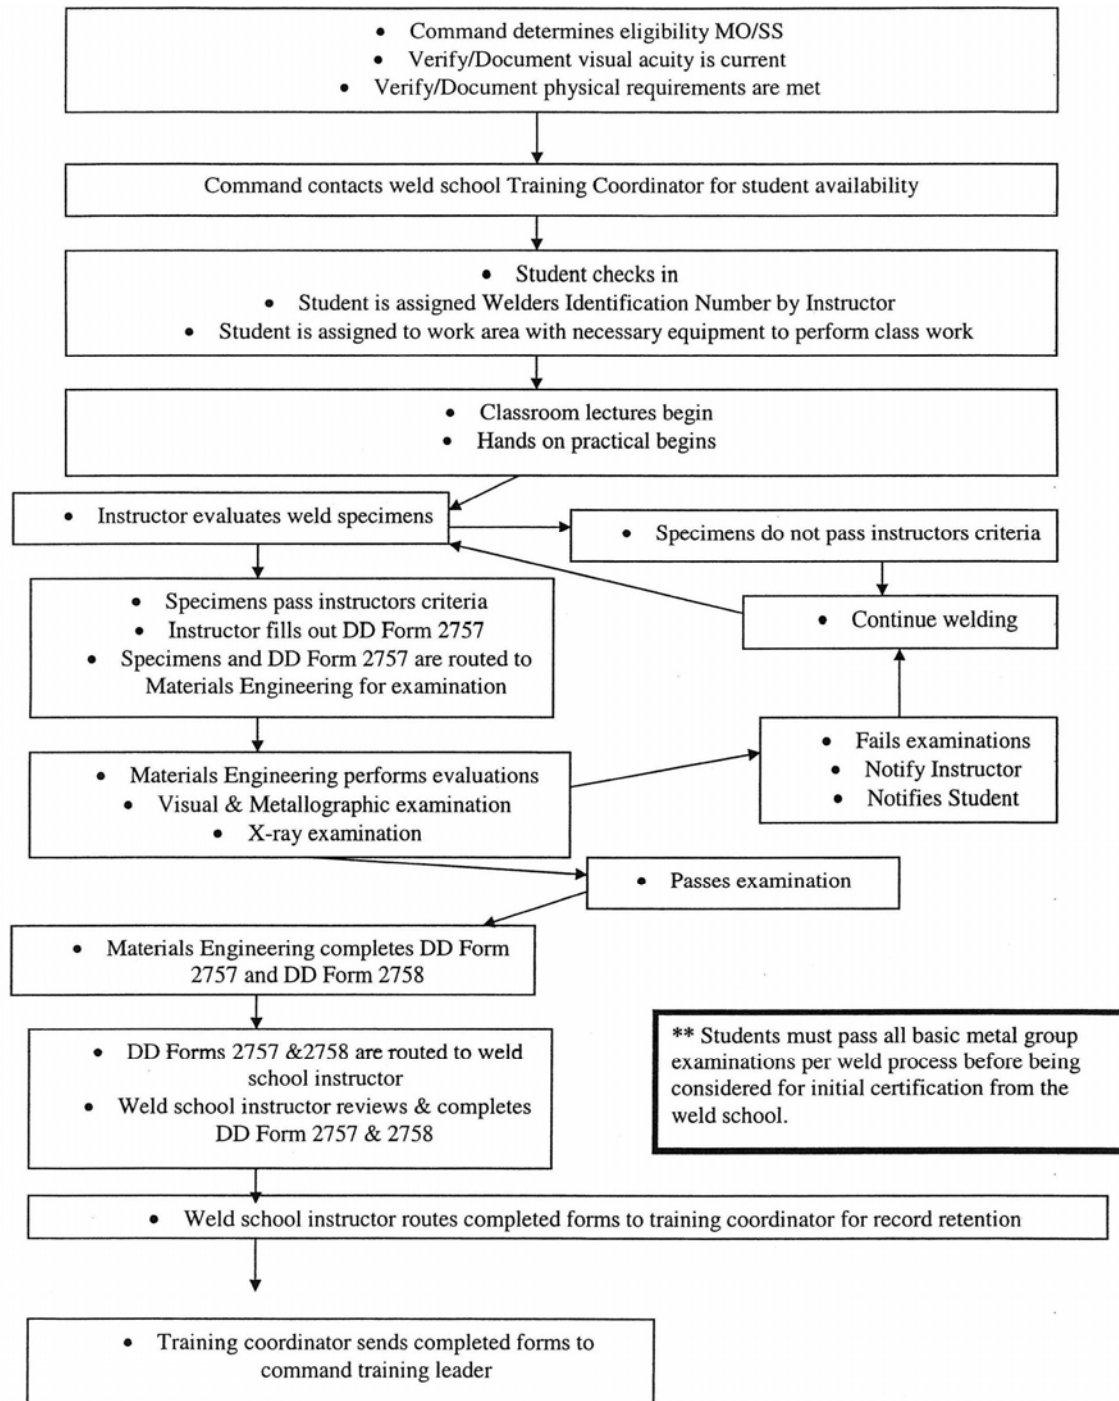 • Command determines eligibility MO/SS
• Verify/Document visual acuity is current
• Verify/Document physical requirements are met
Command contacts weld school Training Coordinator for student availability
• Student checks in
• Student is assigned Welders Identification Number by Instructor
• Student is assigned to work area with necessary equipment to perform class work
• Classroom lectures begin
• Hands on practical begins
• Instructor evaluates weld specimens
• Specimens do not pass instructors criteria
• Specimens pass instructors criteria
• Instructor fills out DD Form 2757
• Specimens and DD Form 2757 are routed to
Materials Engineering for examination
• Continue welding
• Materials Engineering performs evaluations
• Visual & Metallographic examination
• X-ray examination
• Fails examinations
• Notify Instructor
• Notifies Student
• Passes examination
• Materials Engineering completes DD Form
2757 and DD Form 2758
• DD Forms 2757 &2758 are routed to weld
school instructor
• Weld school instructor reviews & completes
DD Form 2757 & 2758
** Students must pass all basic metal group
examinations per weld process before being
considered for initial certification from the
weld school.
• Weld school instructor routes completed forms to training coordinator for record retention
• Training coordinator sends completed forms to
command training leader